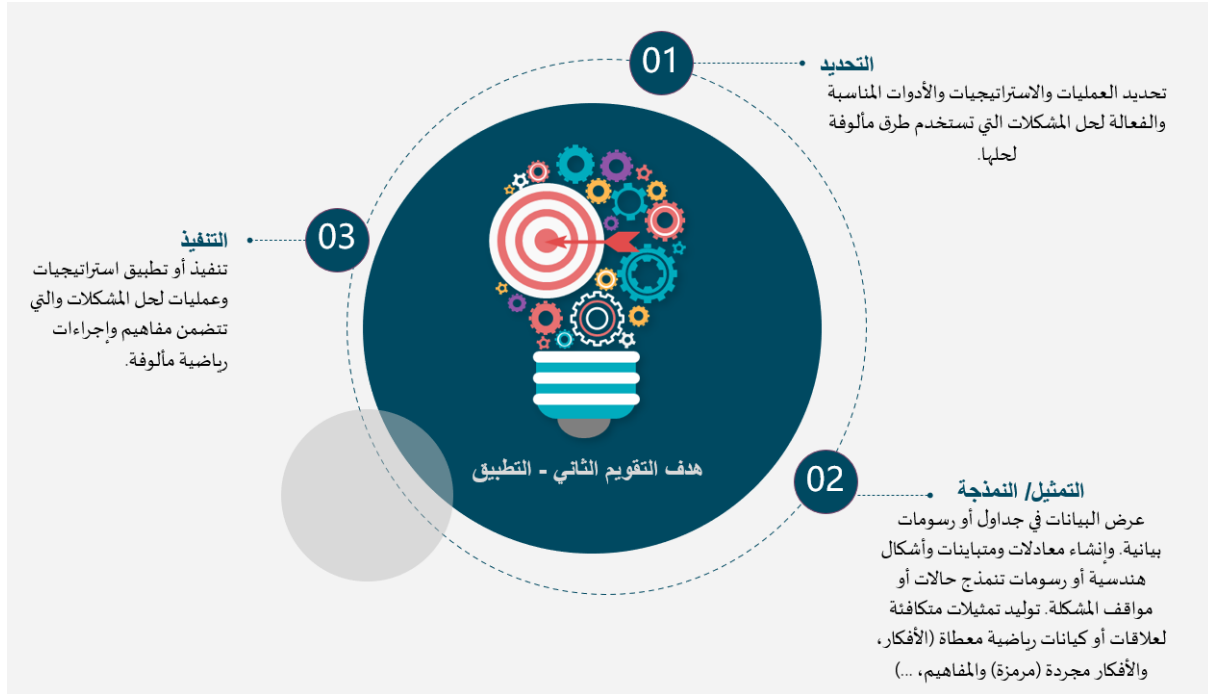 01
التحديد
تحديد العمليات والاستراتيجيات والأدوات المناسبة
والفعالة لحل المشكلات التي تستخدم طرق مألوفة
لحلها.
03
التنفيذ
تنفيذ أو تطبيق استراتيجيات
وعمليات لحل المشكلات والتي
تتضمن مفاهيم وإجراءات
رياضية مألوفة.
هدف التقويم الثاني - التطبيق
02
التمثيل/ النمذجة
عرض البيانات في جداول أو رسومات
بيانية. وإنشاء معادلات ومتباينات وأشكال
هندسية أو رسومات تنمذج حالات أو
مواقف المشكلة. توليد تمثيلات متكافئة
لعلاقات أو كيانات رياضية معطاة (الأفكار،
والأفكار مجردة (مرمزة) والمفاهيم، ...)